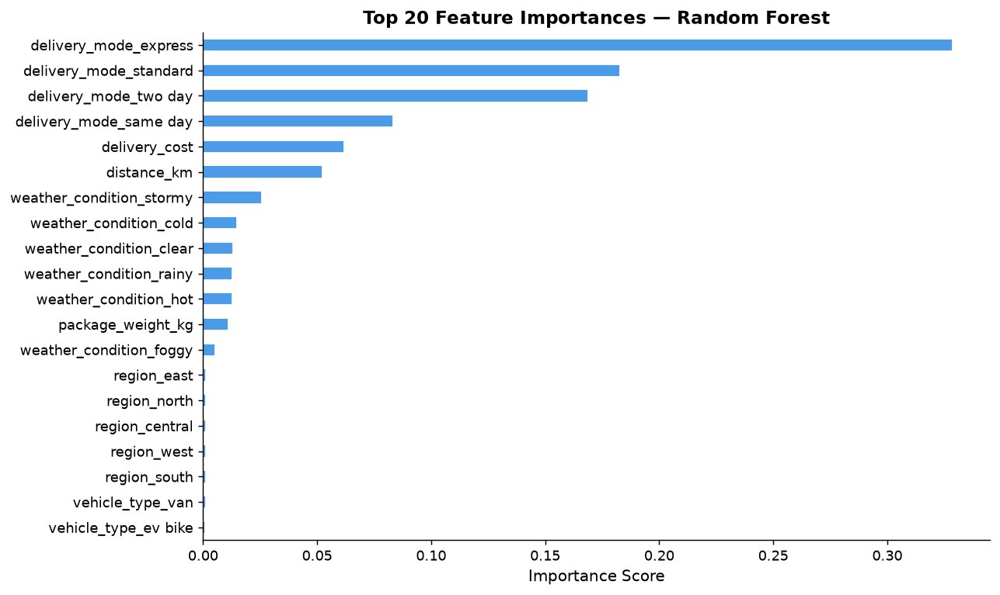 Top 20 Feature Importances — Random Forest
delivery_mode_express
delivery_mode_standard
delivery_mode_two day
delivery_mode_same day
delivery_cost
distance_km
weather_condition_stormy
weather_condition_cold
weather_condition_clear
weather_condition_rainy
weather_condition_hot
package_weight_kg
weather_condition_foggy
region_east
region_north
region_central
region_west
region_south
vehicle_type_van
vehicle_type_ev bike
0.00 0.05 0.10 0.15 0.20 0.25 0.30
Importance Score